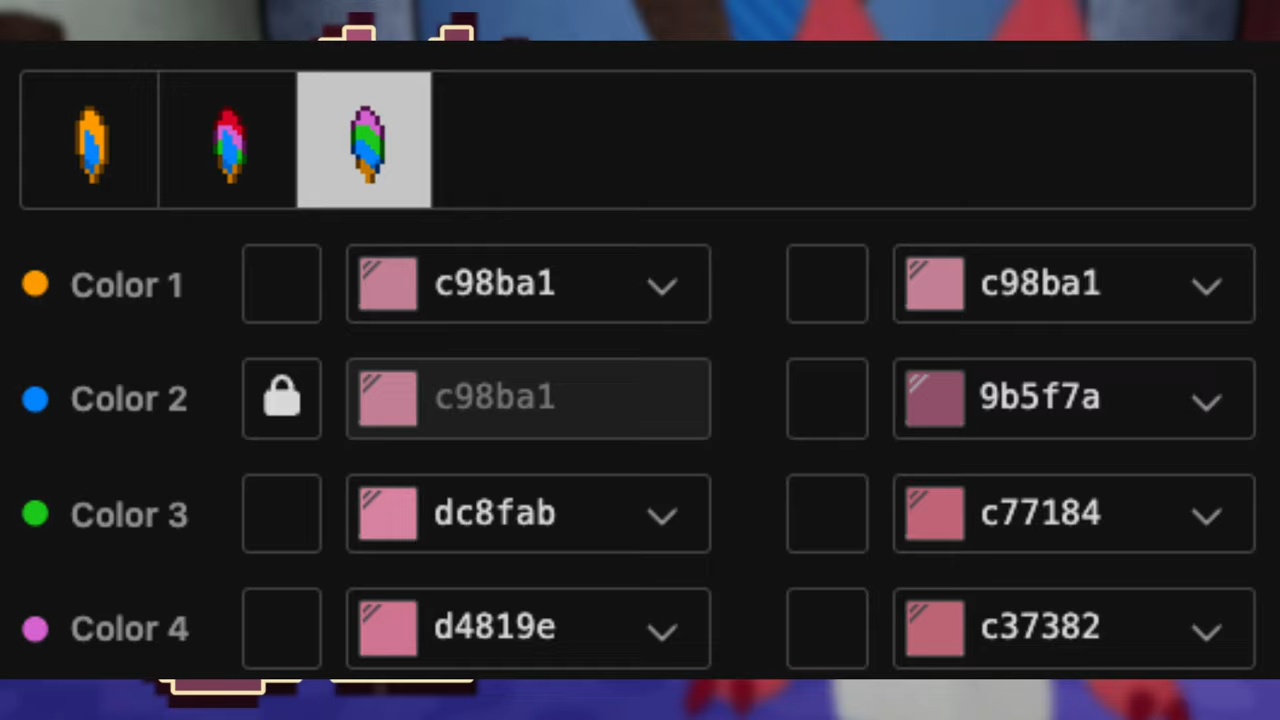 Color 1 c98ba1 c98ba1
Color 2 c98ba1 9b5f7a
Color 3 dc8fab c77184
Color 4 d4819e c37382